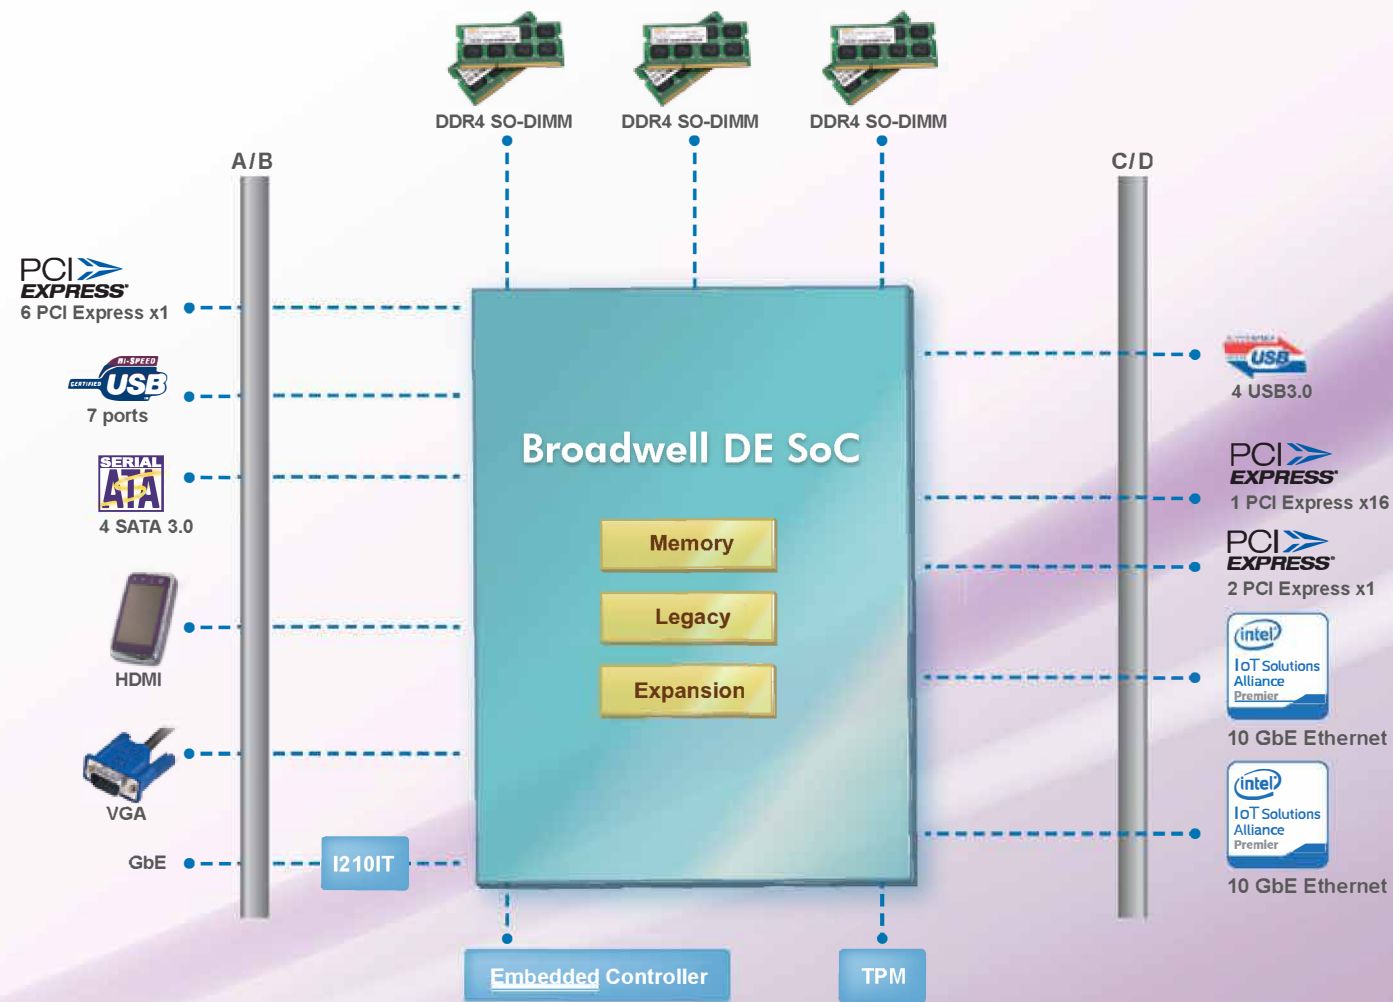 DDR4 SO-DIMM
DDR4 SO-DIMM
DDR4 SO-DIMM
A/B
C/D
PCI
EXPRESS®
6 PCI Express x1
HI-SPEED
CERTIFIED USB
7 ports
SERIAL
ATA
4 SATA 3.0
HDMI
VGA
GbE
I210IT
Broadwell DE SoC
Memory
Legacy
Expansion
USB
4 USB3.0
PCI
EXPRESS®
1 PCI Express x16
PCI
EXPRESS®
2 PCI Express x1
intel
IoT Solutions
Alliance
Premier
10 GbE Ethernet
intel
IoT Solutions
Alliance
Premier
10 GbE Ethernet
Embedded Controller
TPM